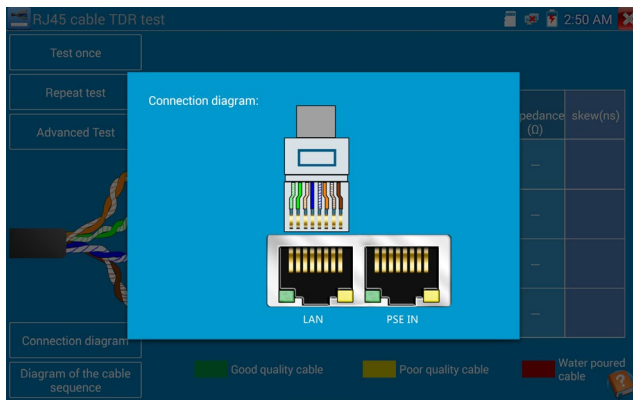 RJ45 cable TDR test
2:50 AM
Test once
Repeat test
Advanced Test
Connection diagram:
pedance
(Ω)
skew(ns)
LAN
PSE IN
Connection diagram
Diagram of the cable
sequence
Good quality cable
Poor quality cable
Water poured
cable